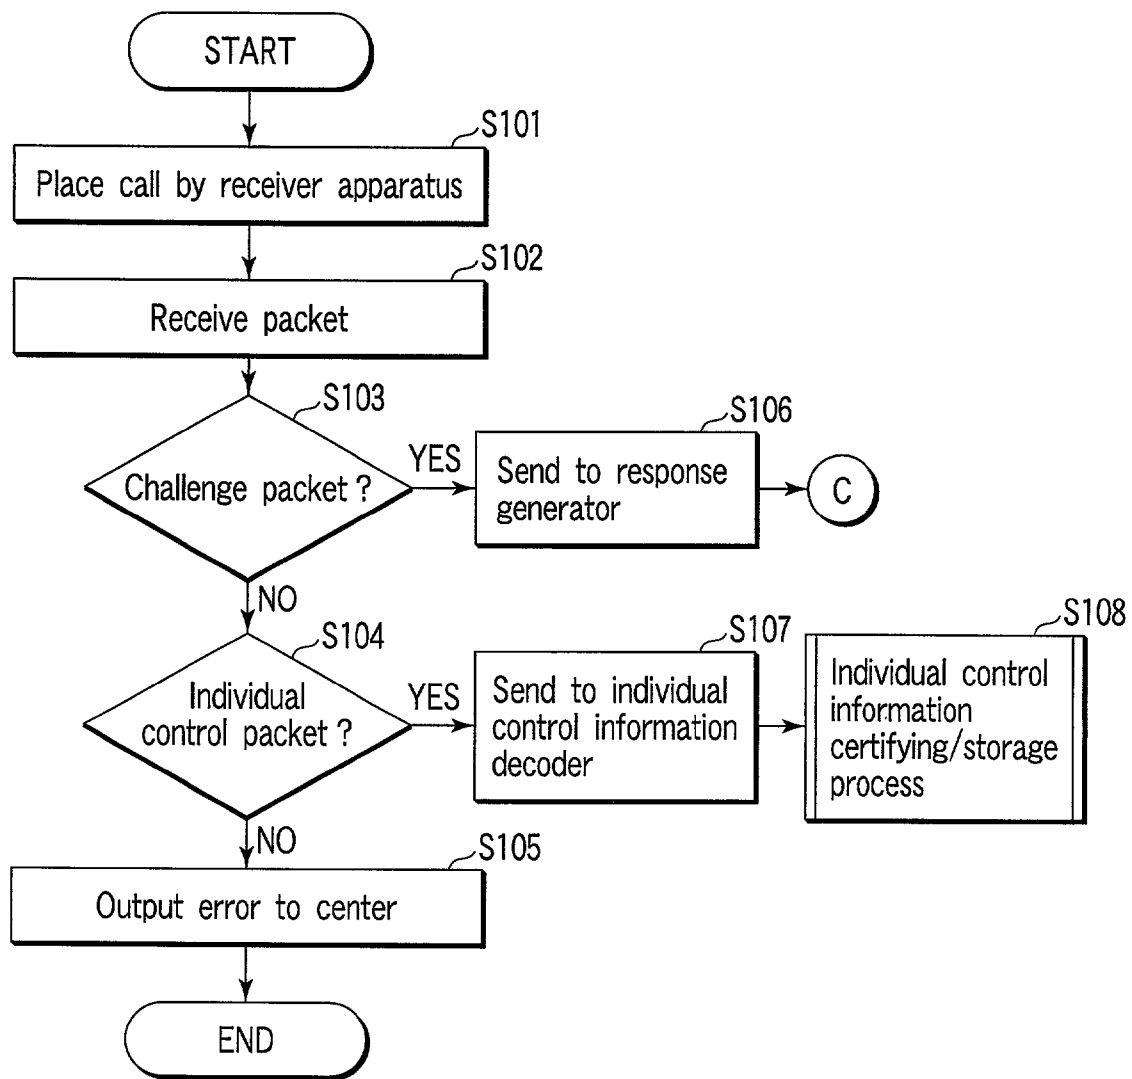 START
S101
Place call by receiver apparatus
S102
Receive packet
S103
Challenge packet?
YES
S106
Send to response
generator
C
NO
S104
Individual
control packet?
YES
S107
Send to individual
control information
decoder
S108
Individual control
information
certifying/storage
process
NO
S105
Output error to center
END